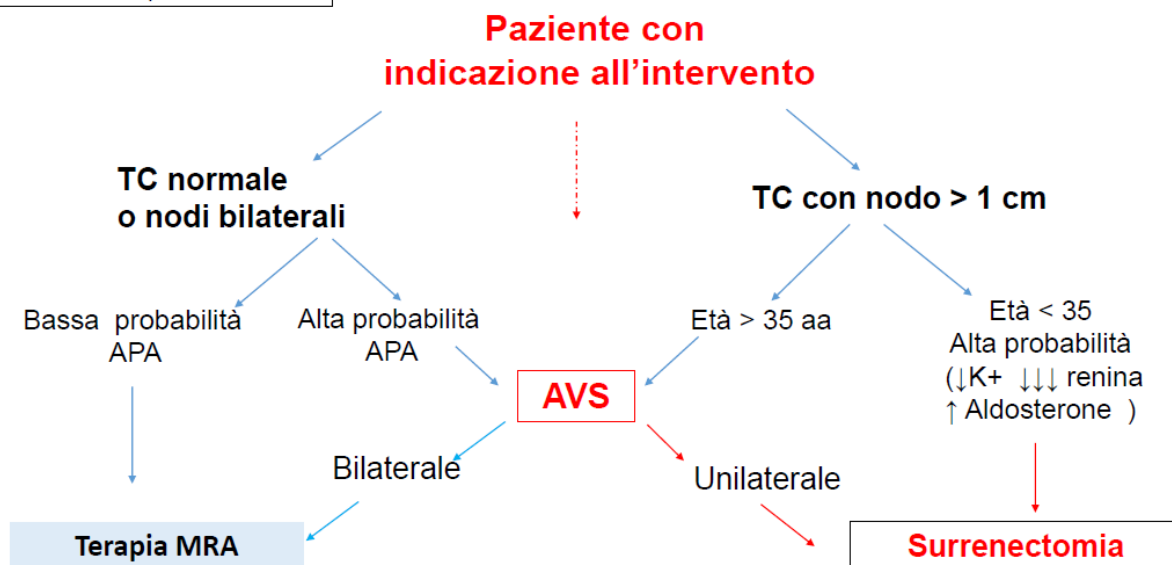 Paziente con
indicazione all’intervento
TC normale
o nodi bilaterali
TC con nodo > 1 cm
Bassa probabilità
APA
Alta probabilità
APA
Età > 35 aa
Età < 35
Alta probabilità
(↓K+ ↓↓↓ renina
↑ Aldosterone )
AVS
Bilaterale
Unilaterale
Terapia MRA
Surrenectomia